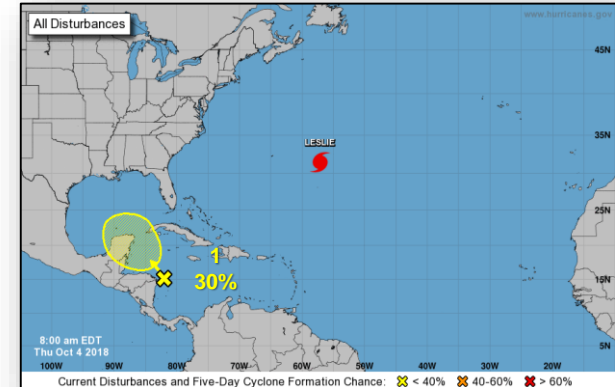 All Disturbances
www.hurricanes.gov
45N
LESLIE
35N
25N
1
30%
15N
5N
8:00 am EDT
Thu Oct 4 2018
100W 90W 80W 70W 60W 50W 40W 30W 20W
Current Disturbances and Five-Day Cyclone Formation Chance: < 40% 40-60% > 60%